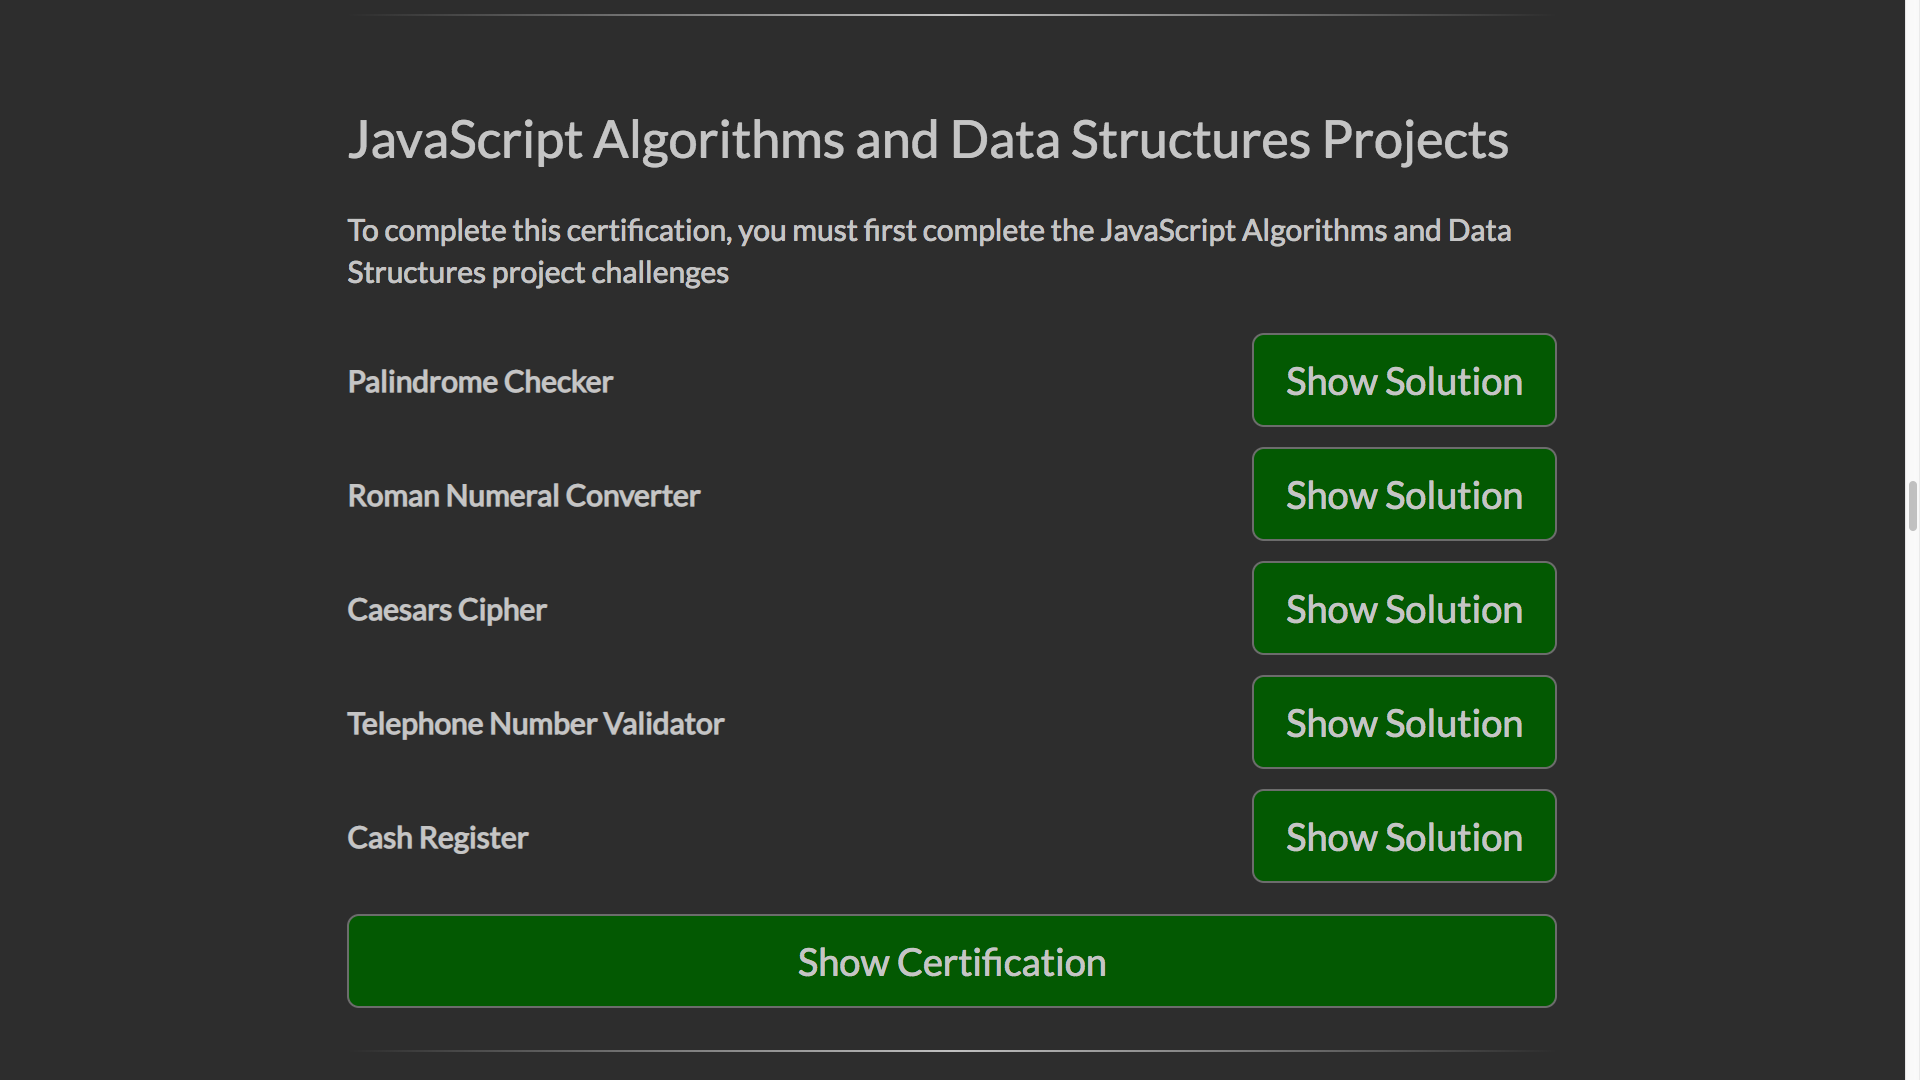 JavaScript Algorithms and Data Structures Projects
To complete this certification, you must first complete the JavaScript Algorithms and Data
Structures project challenges
Palindrome Checker
Show Solution
Roman Numeral Converter
Show Solution
Caesars Cipher
Show Solution
Telephone Number Validator
Show Solution
Cash Register
Show Solution
Show Certification